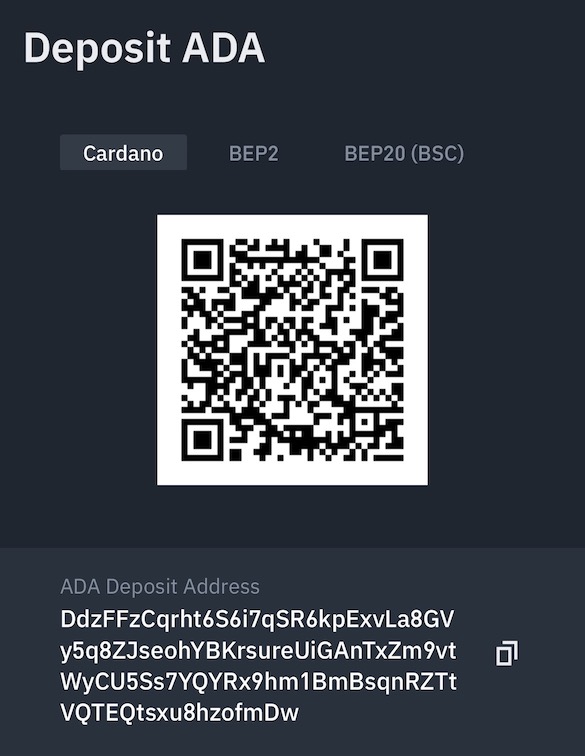 Deposit ADA
Cardano BEP2 BEP20 (BSC)
ADA Deposit Address
DdzFFzCqrht6S6i7qSR6kpExvLa8GV
y5q8ZJseohYBKrsureUiGAnTxZm9vt
WyCU5Ss7YQYRx9hm1BmBsqnRZTt
VQTEQtsxu8hzofmDw